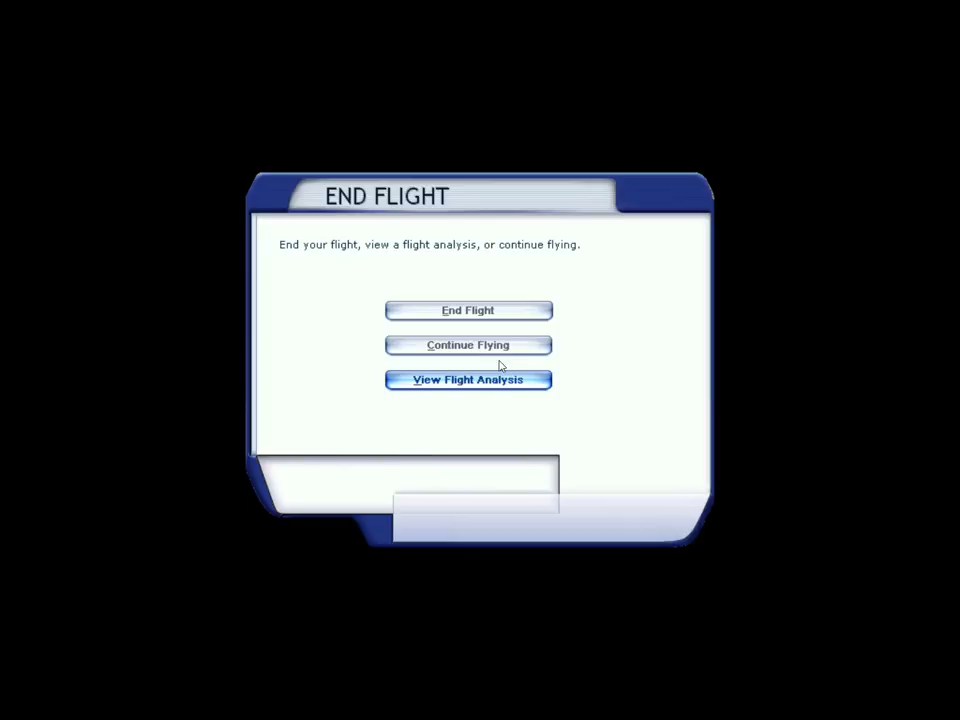 END FLIGHT
End your flight, view a flight analysis, or continue flying.
End Flight
Continue Flying
View Flight Analysis